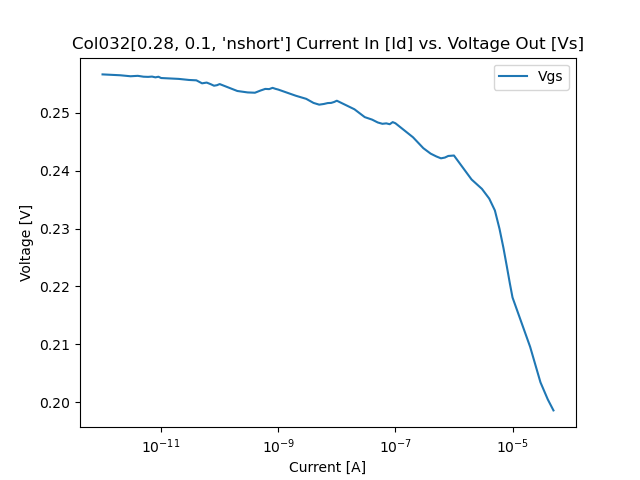 Col032[0.28, 0.1, 'nshort'] Current In [Id] vs. Voltage Out [Vs]
Vgs
0.25
0.24
0.23
0.22
0.21
0.20
Voltage [V]
10⁻¹¹ 10⁻⁹ 10⁻⁷ 10⁻⁵
Current [A]